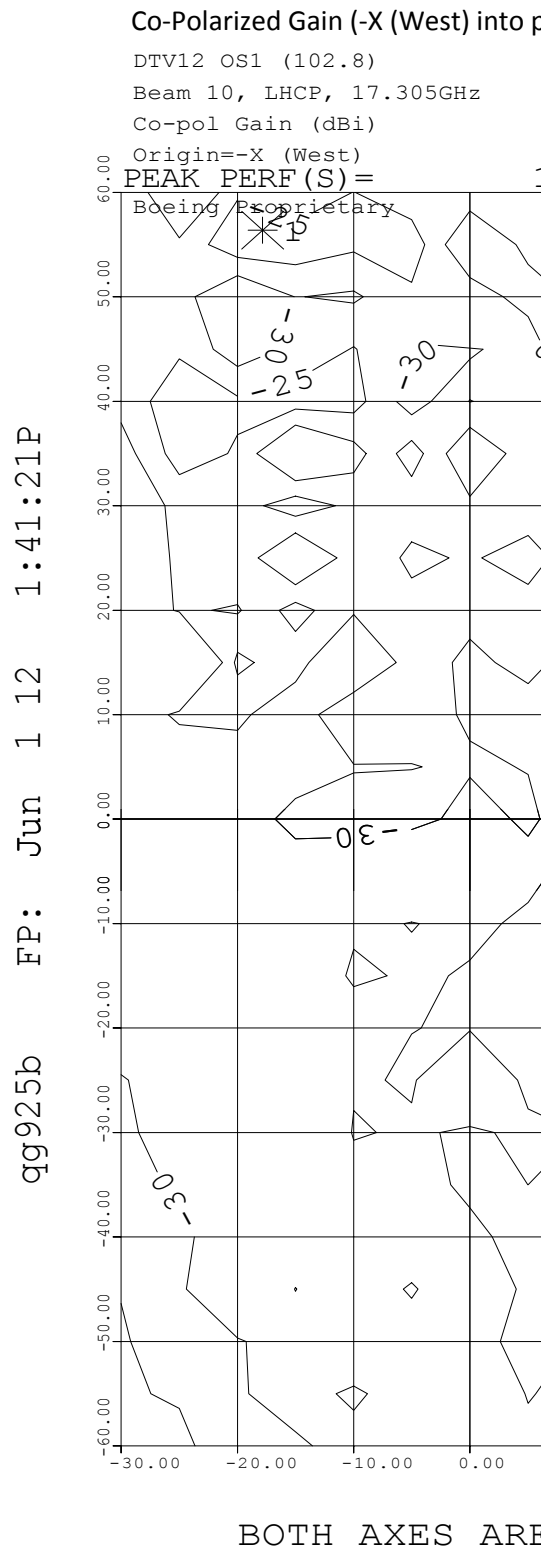 Co-Polarized Gain (-X (West) into p
DTV12 OS1 (102.8)
Beam 10, LHCP, 17.305GHz
Co-pol Gain (dBi)
Origin=-X (West)
PEAK PERF(S)= 1
Boeing Proprietary
-25
1
-30
-25
-30
-30
-30
60.00
50.00
40.00
30.00
20.00
10.00
0.00
-10.00
-20.00
-30.00
-40.00
-50.00
-60.00
-30.00 -20.00 -10.00 0.00
qg925b FP: Jun 1 12 1:41:21P
BOTH AXES ARE